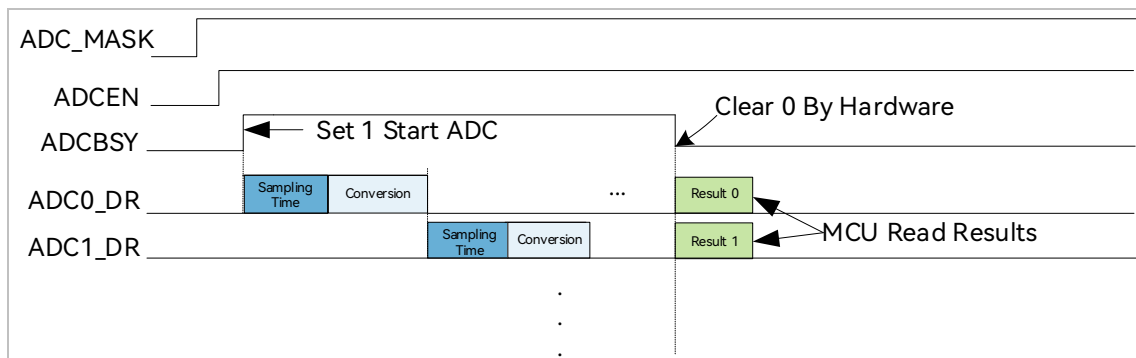 ADC_MASK
ADCEN
Clear 0 By Hardware
ADCBSY
Set 1 Start ADC
ADC0_DR
Sampling
Time
Conversion
...
Result 0
MCU Read Results
ADC1_DR
Sampling
Time
Conversion
Result 1
.
.
.